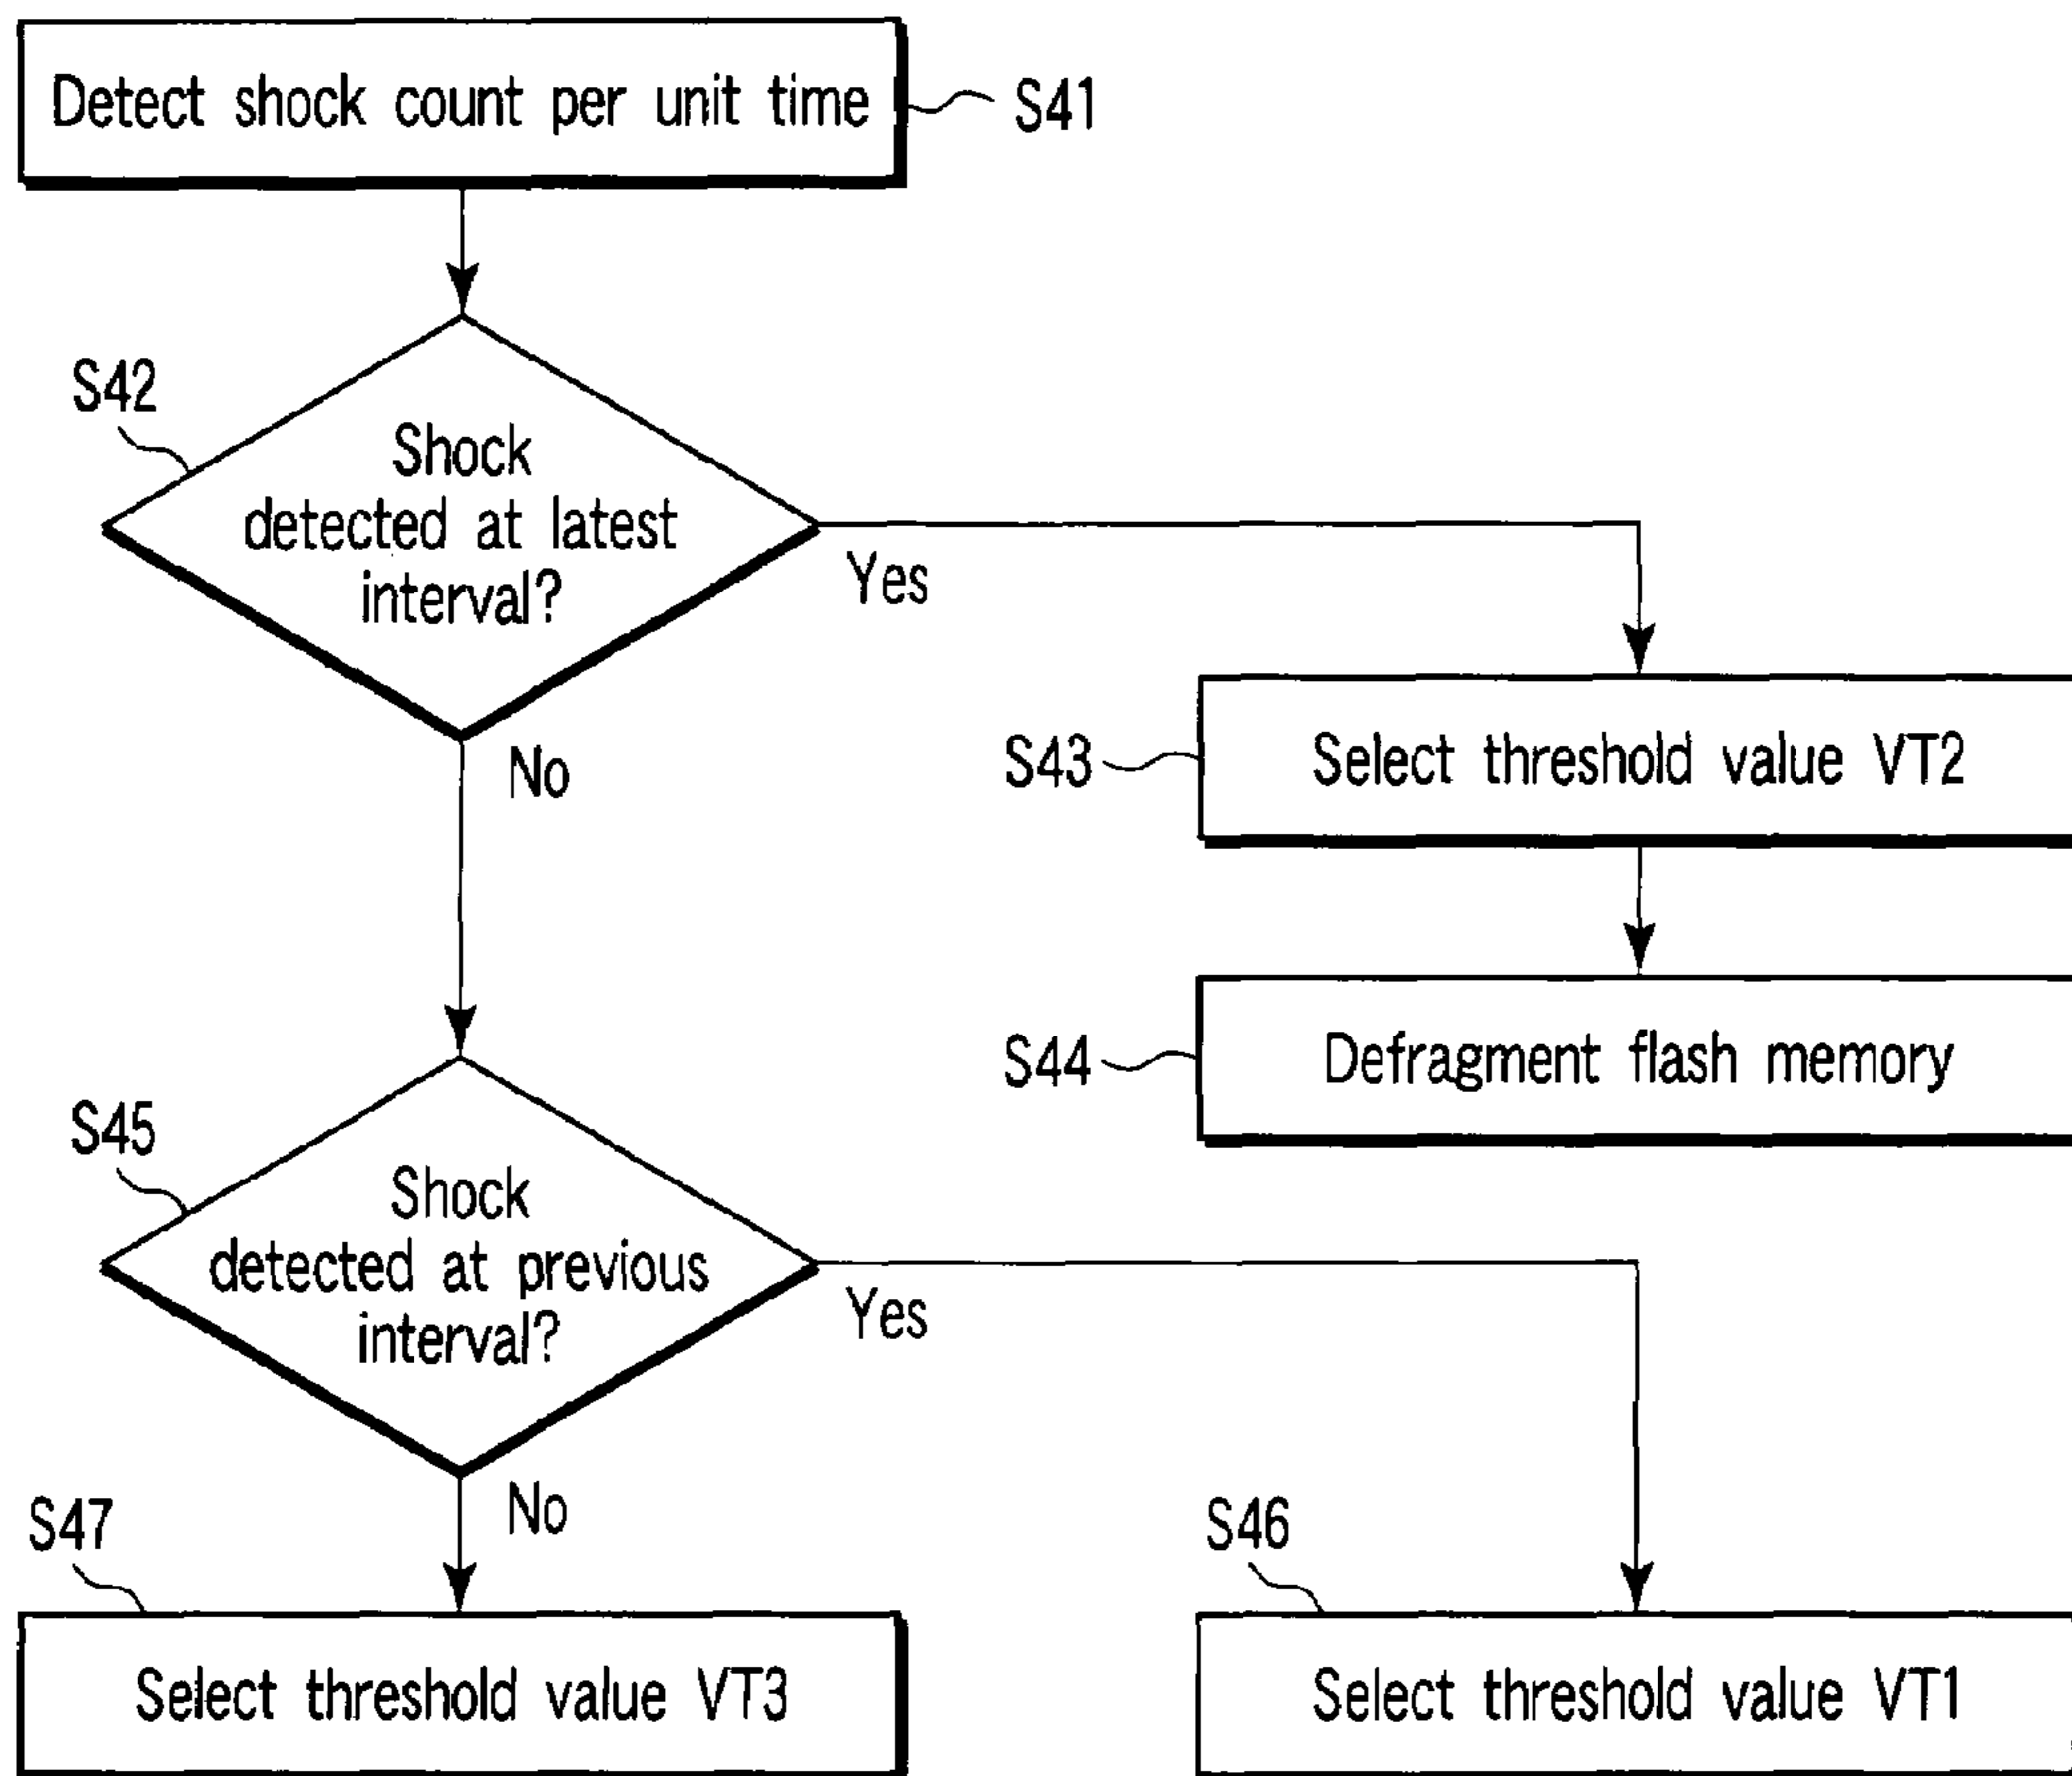 Detect shock count per unit time
S41
S42
Shock
detected at latest
interval?
Yes
No
S43
Select threshold value VT2
S44
Defragment flash memory
S45
Shock
detected at previous
interval?
Yes
No
S47
Select threshold value VT3
S46
Select threshold value VT1